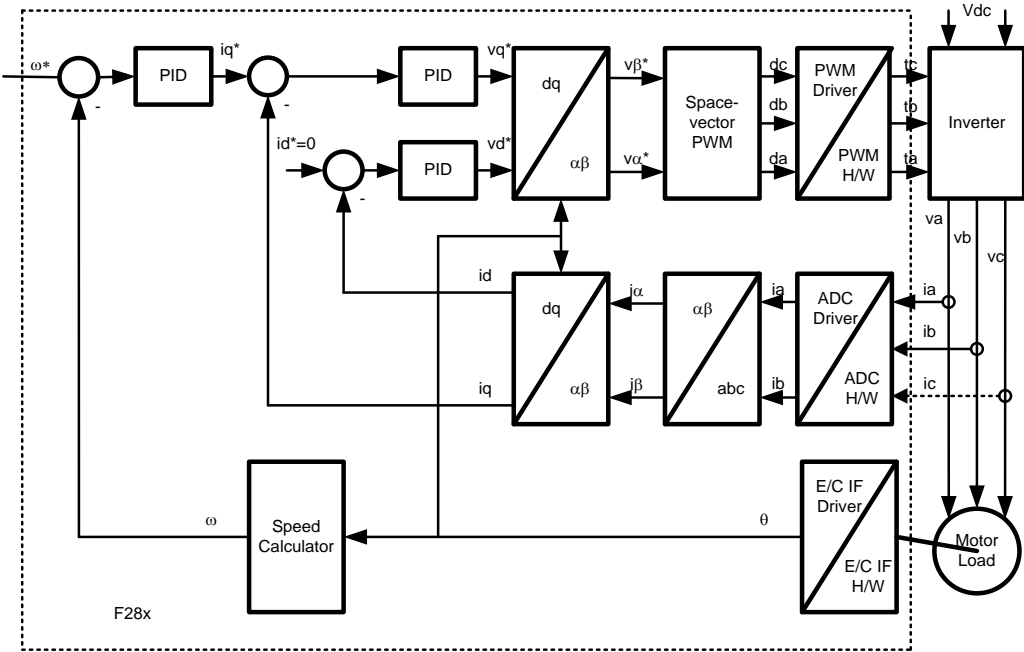 Vdc
ω*
PID
iq*
-
PID
vq*
dq
αβ
vβ*
vα*
Space-
vector
PWM
dc
db
da
PWM
Driver
PWM
H/W
tc
tb
ta
Inverter
id*=0
-
PID
vd*
va
vb
vc
id
iq
dq
αβ
iα
iβ
αβ
abc
ia
ib
ADC
Driver
ADC
H/W
ia
ib
ic
ω
Speed
Calculator
θ
E/C IF
Driver
E/C IF
H/W
Motor
Load
-
F28x